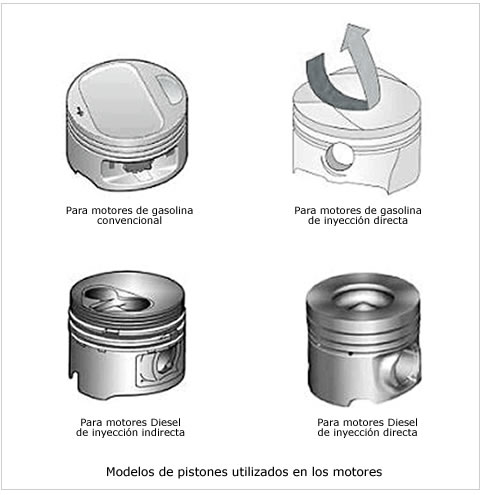 Para motores de gasolina
convencional
Para motores de gasolina
de inyección directa
Para motores Diesel
de inyección indirecta
Para motores Diesel
de inyección directa
Modelos de pistones utilizados en los motores